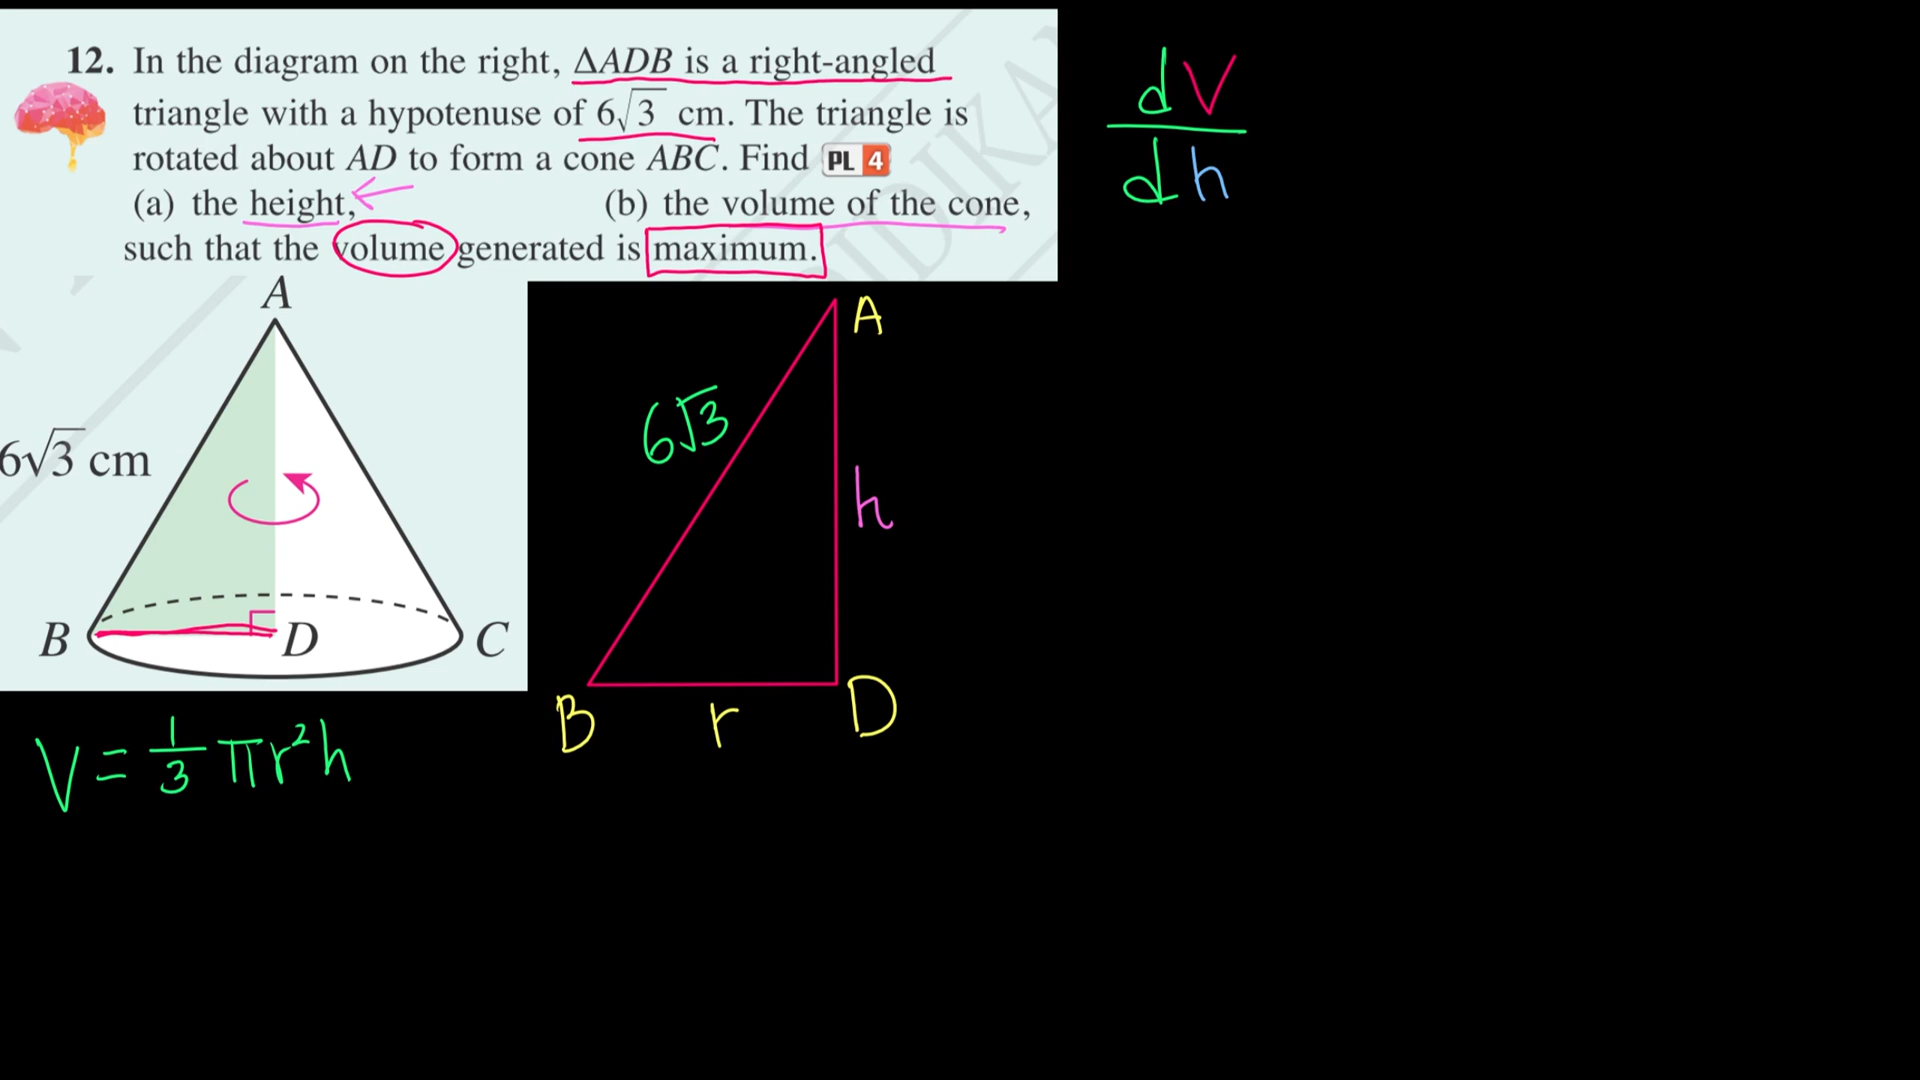 12. In the diagram on the right, ΔADB is a right-angled
triangle with a hypotenuse of 6√3 cm. The triangle is
rotated about AD to form a cone ABC. Find PL 4
(a) the height, (b) the volume of the cone,
such that the volume generated is maximum.
dV
dh
A
6√3 cm
B
D
C
A
6√3
h
B
r
D
V = 1/3 πr²h